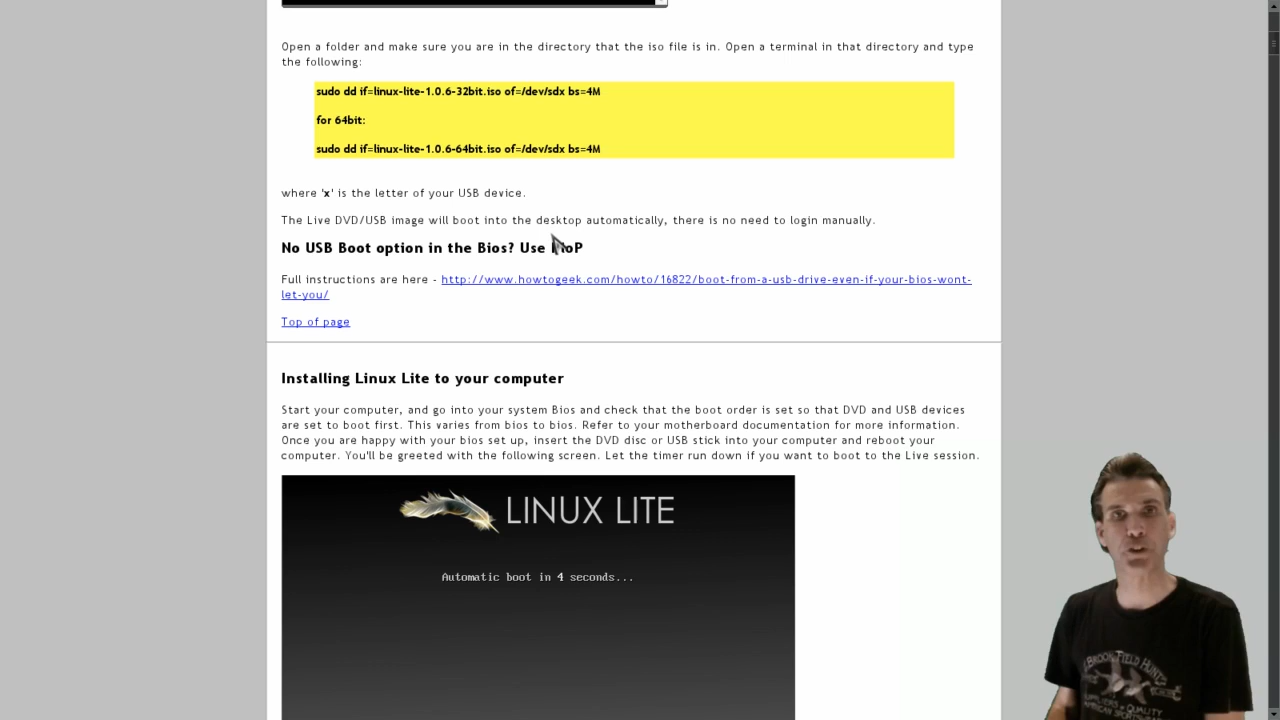 Open a folder and make sure you are in the directory that the iso file is in. Open a terminal in that directory and type
the following:
sudo dd if=linux-lite-1.0.6-32bit.iso of=/dev/sdx bs=4M
for 64bit:
sudo dd if=linux-lite-1.0.6-64bit.iso of=/dev/sdx bs=4M
where 'x' is the letter of your USB device.
The Live DVD/USB image will boot into the desktop automatically, there is no need to login manually.
No USB Boot option in the Bios? Use
Full instructions are here - http://www.howtogeek.com/howto/16822/boot-from-a-usb-drive-even-if-your-bios-wont-
let-you/
Top of page
Installing Linux Lite to your computer
Start your computer, and go into your system Bios and check that the boot order is set so that DVD and USB devices
are set to boot first. This varies from bios to bios. Refer to your motherboard documentation for more information.
Once you are happy with your bios set up, insert the DVD disc or USB stick into your computer and reboot your
computer. You'll be greeted with the following screen. Let the timer run down if you want to boot to the Live session.
LINUX LITE
Automatic boot in 4 seconds...
BROOK FIELD HUNTE
QUALITY
AMERICAN